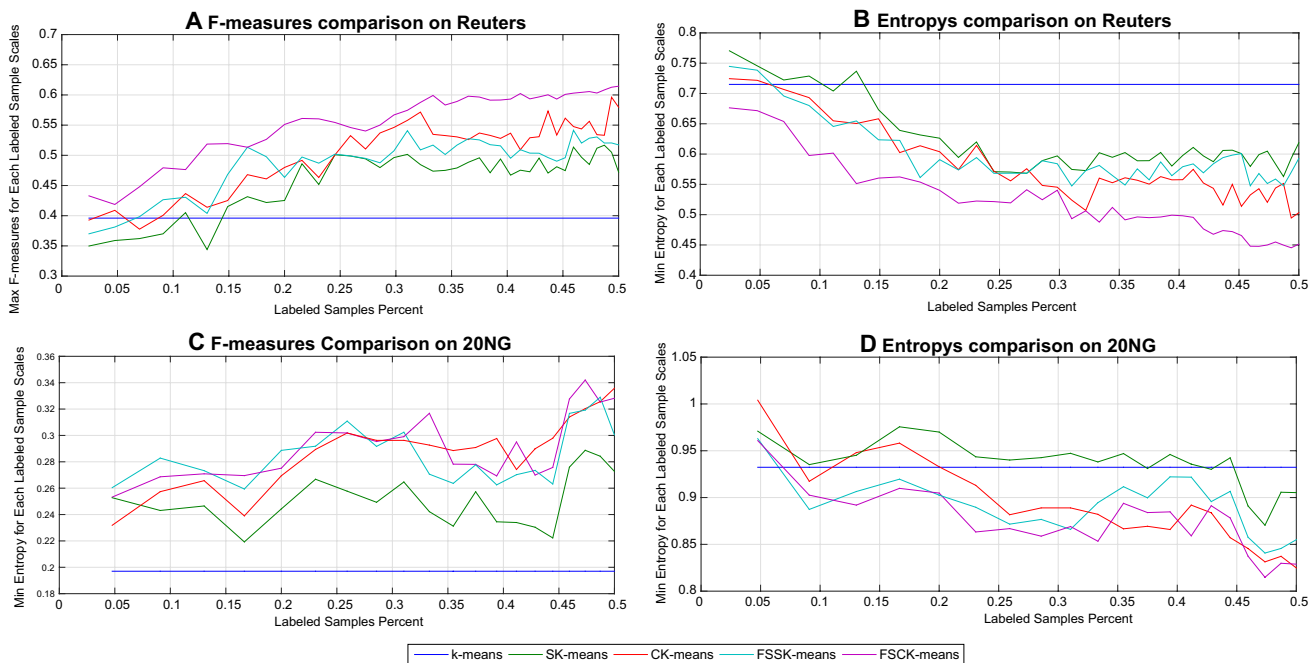 A F-measures comparison on Reuters
Max F-measures for Each Labeled Sample Scales
0.7
0.6
0.5
0.45
0.4
0.35
0.3
0 0.05 0.1 0.15 0.2 0.25 0.3 0.35 0.4 0.45 0.5
Labeled Samples Percent
B Entropys comparison on Reuters
Min Entropy for Each Labeled Sample Scales
0.8
0.75
0.7
0.65
0.6
0.55
0.5
0.45
0.4
0 0.05 0.1 0.15 0.2 0.25 0.3 0.35 0.4 0.45 0.5
Labeled Samples Percent
C F-measures Comparison on 20NG
Min Entropy for Each Labeled Sample Scales
0.36
0.34
0.32
0.3
0.28
0.26
0.24
0.22
0.2
0.18
0 0.05 0.1 0.15 0.2 0.25 0.3 0.35 0.4 0.45 0.5
Labeled Samples Percent
D Entropys comparison on 20NG
Min Entropy for Each Labeled Sample Scales
1.05
1
0.95
0.9
0.85
0.8
0 0.05 0.1 0.15 0.2 0.25 0.3 0.35 0.4 0.45 0.5
Labeled Samples Percent
k-means SK-means CK-means FSSK-means FSCK-means